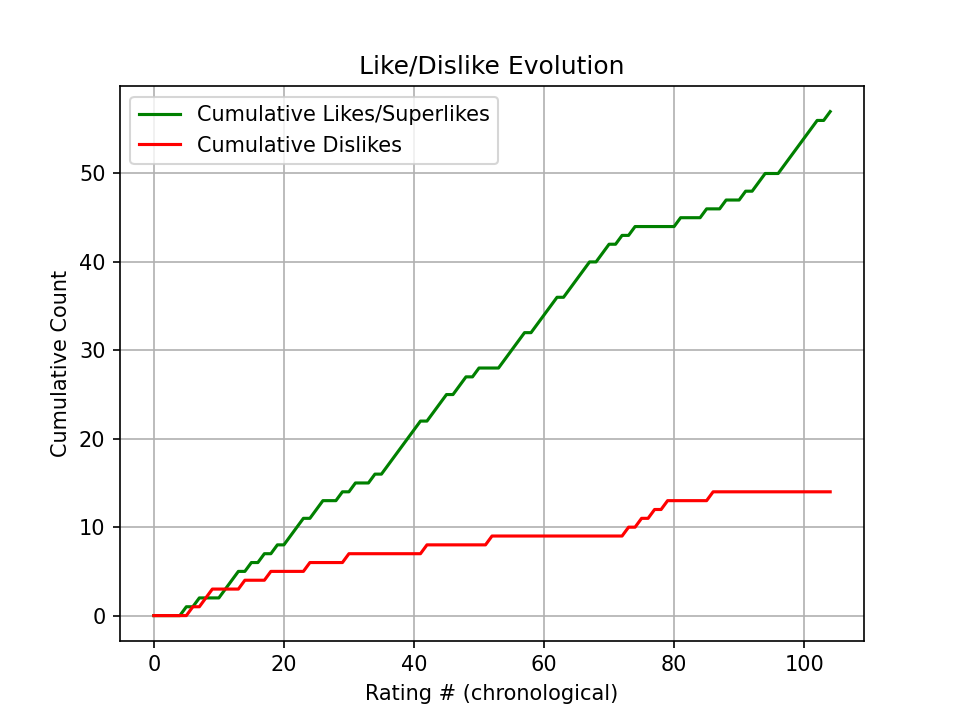 Like/Dislike Evolution
Cumulative Likes/Superlikes
Cumulative Dislikes
Cumulative Count
50
40
30
20
10
0
0 20 40 60 80 100
Rating # (chronological)